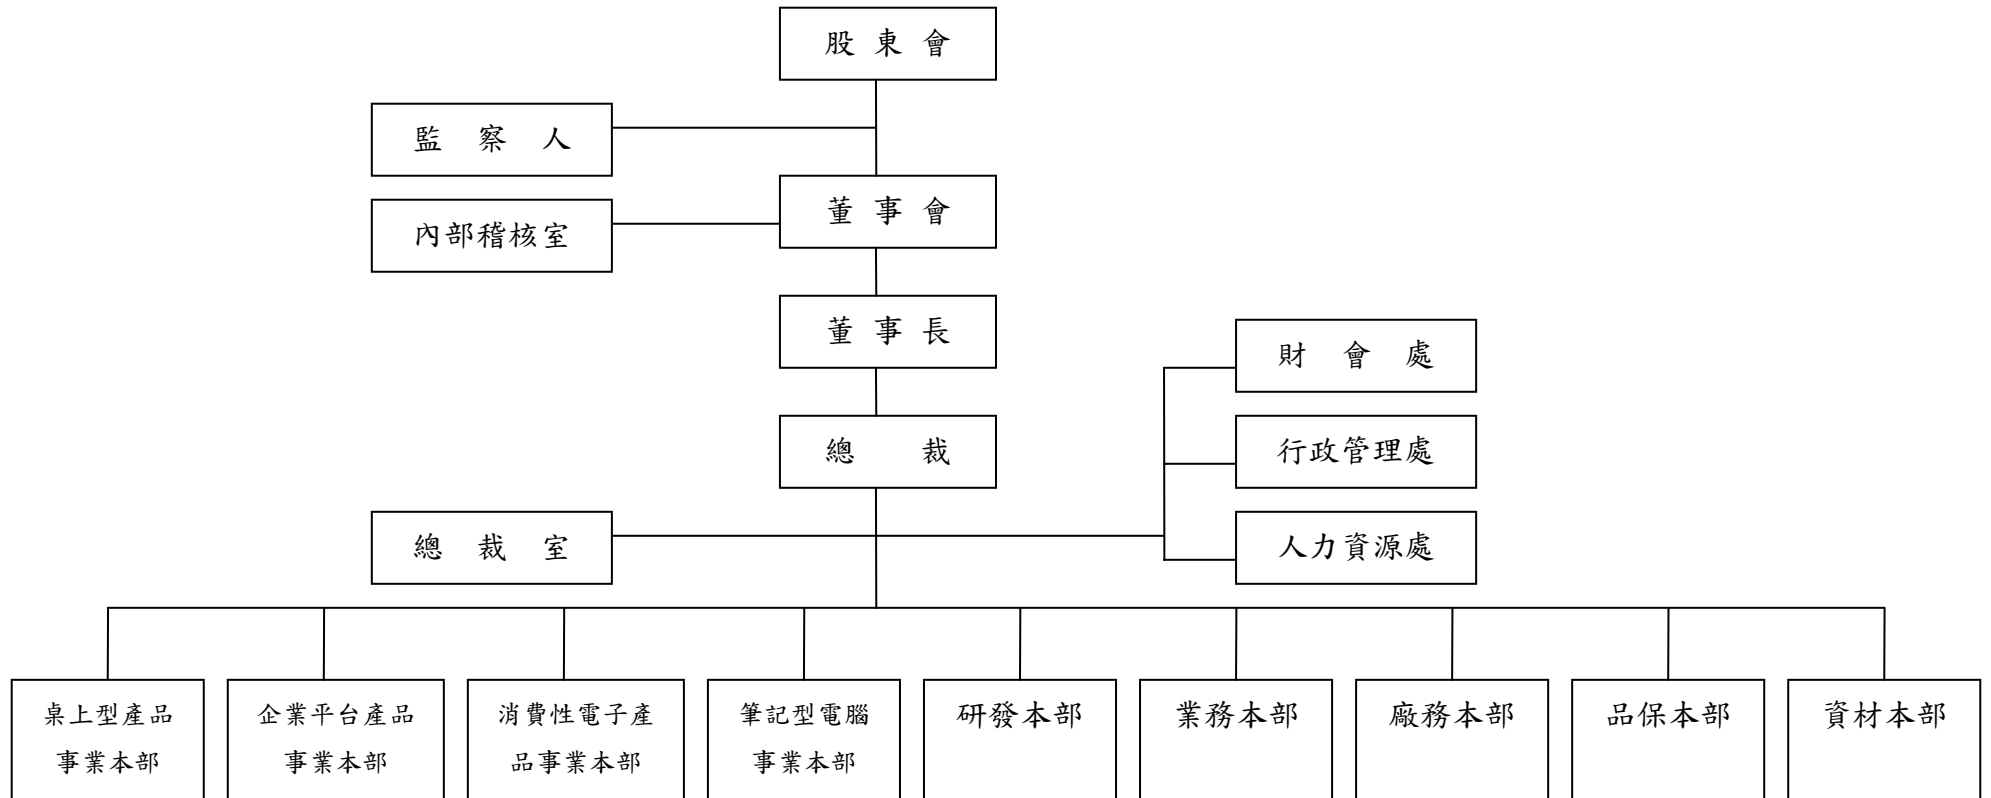 股東會
監察人
董事會
內部稽核室
董事長
財會處
總裁
行政管理處
總裁室
人力資源處
桌上型產品
事業本部
企業平台產品
事業本部
消費性電子產
品事業本部
筆記型電腦
事業本部
研發本部
業務本部
廠務本部
品保本部
資材本部